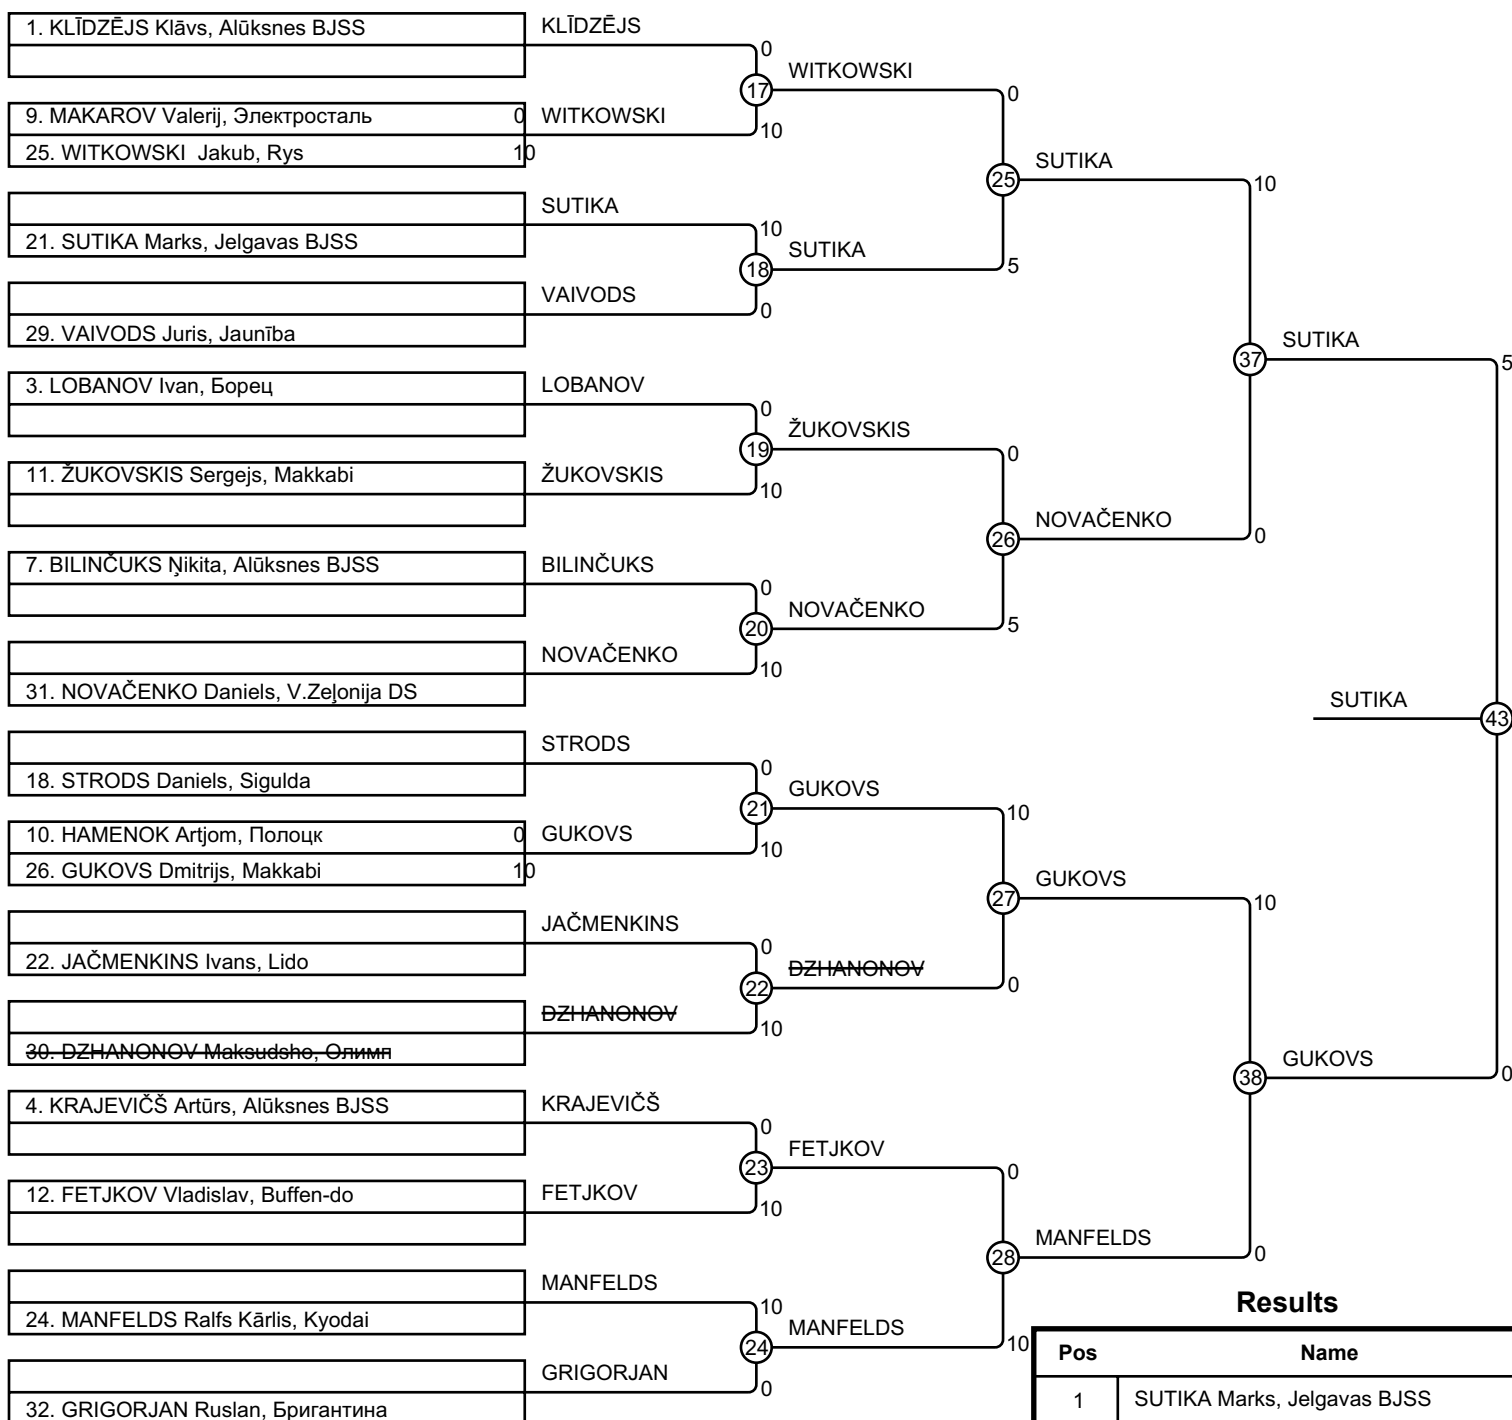 1. KLĪDZĒJS Klāvs, Alūksnes BJSS
KLĪDZĒJS
0
WITKOWSKI
17
0
9. MAKAROV Valerij, Электросталь 0
WITKOWSKI
10
25. WITKOWSKI Jakub, Rys 10
SUTIKA
25
10
SUTIKA
10
21. SUTIKA Marks, Jelgavas BJSS
SUTIKA
18
5
VAIVODS
0
29. VAIVODS Juris, Jaunība
SUTIKA
37
5
3. LOBANOV Ivan, Борец
LOBANOV
0
ŽUKOVSKIS
19
0
11. ŽUKOVSKIS Sergejs, Makkabi
ŽUKOVSKIS
10
NOVAČENKO
26
0
7. BILINČUKS Ņikita, Alūksnes BJSS
BILINČUKS
0
NOVAČENKO
20
5
NOVAČENKO
10
31. NOVAČENKO Daniels, V.Zeļonija DS
SUTIKA
43
STRODS
0
18. STRODS Daniels, Sigulda
GUKOVS
21
10
10. HAMENOK Artjom, Полоцк 0
GUKOVS
10
26. GUKOVS Dmitrijs, Makkabi 10
GUKOVS
27
10
JAČMENKINS
0
22. JAČMENKINS Ivans, Lido
DZHANONOV
22
0
DZHANONOV
10
30. DZHANONOV Maksudsho, Олимп
GUKOVS
38
0
4. KRAJEVIČŠ Artūrs, Alūksnes BJSS
KRAJEVIČŠ
0
FETJKOV
23
0
12. FETJKOV Vladislav, Buffen-do
FETJKOV
10
MANFELDS
28
0
MANFELDS
10
24. MANFELDS Ralfs Kārlis, Kyodai
MANFELDS
24
10
GRIGORJAN
0
32. GRIGORJAN Ruslan, Бригантина
Results
Pos Name
1 SUTIKA Marks, Jelgavas BJSS